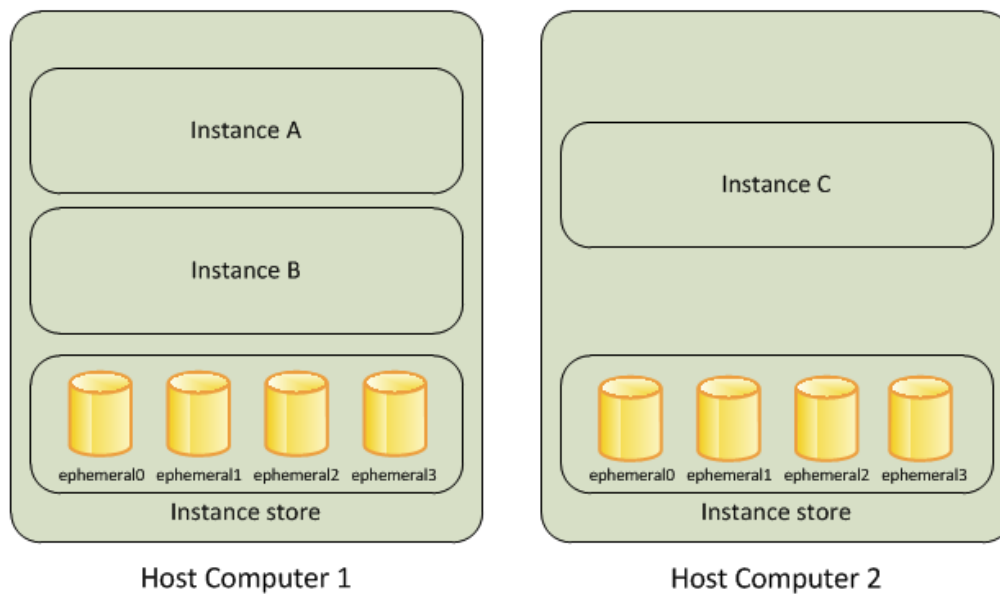 Instance A
Instance B
ephemeral0 ephemeral1 ephemeral2 ephemeral3
Instance store
Host Computer 1
Instance C
ephemeral0 ephemeral1 ephemeral2 ephemeral3
Instance store
Host Computer 2